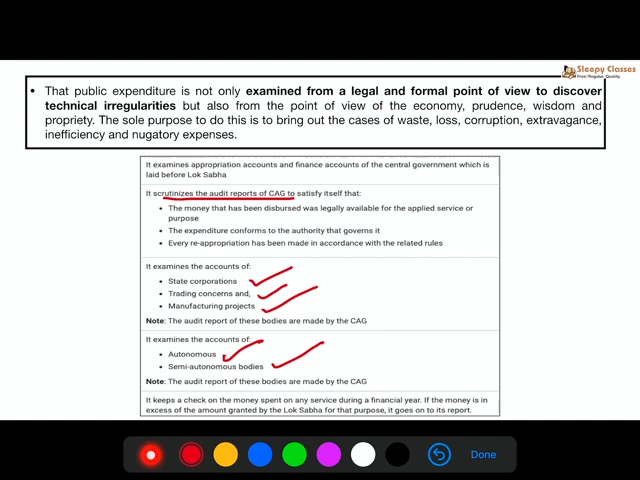 Sleepy Classes
Free | Regular | Quality
• That public expenditure is not only examined from a legal and formal point of view to discover
technical irregularities but also from the point of view of the economy, prudence, wisdom and
propriety. The sole purpose to do this is to bring out the cases of waste, loss, corruption, extravagance,
inefficiency and nugatory expenses.
It examines appropriation accounts and finance accounts of the central government which is
laid before Lok Sabha
It scrutinizes the audit reports of CAG to satisfy itself that:
• The money that has been disbursed was legally available for the applied service or
purpose
• The expenditure conforms to the authority that governs it
• Every re-appropriation has been made in accordance with the related rules
It examines the accounts of:
• State corporations
• Trading concerns and,
• Manufacturing projects
Note: The audit report of these bodies are made by the CAG
It examines the accounts of:
• Autonomous
• Semi-autonomous bodies
Note: The audit report of these bodies are made by the CAG
It keeps a check on the money spent on any service during a financial year. If the money is in
excess of the amount granted by the Lok Sabha for that purpose, it goes on to its report.
Done